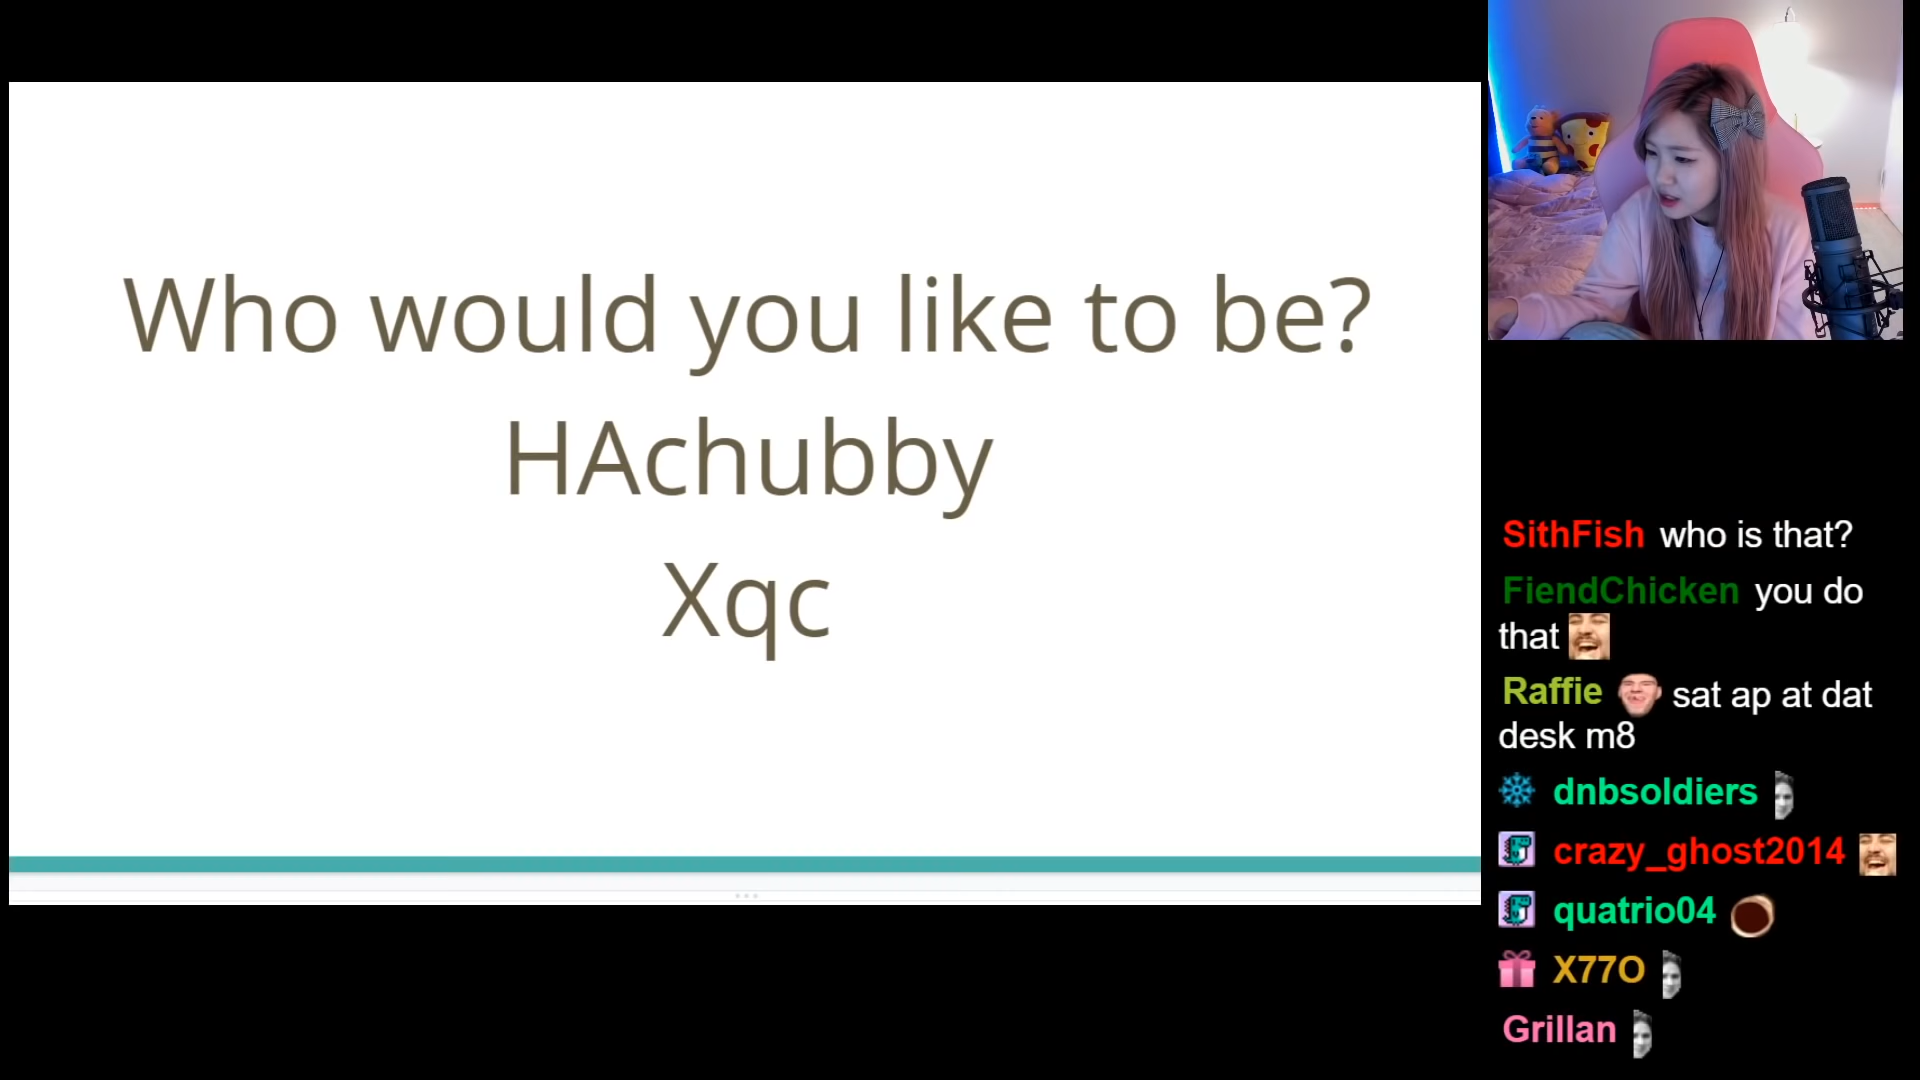 Who would you like to be?
HAchubby
Xqc
SithFish who is that?
FiendChicken you do
that
Raffie sat ap at dat
desk m8
dnbsoldiers
crazy_ghost2014
quatrio04
X77O
Grillan